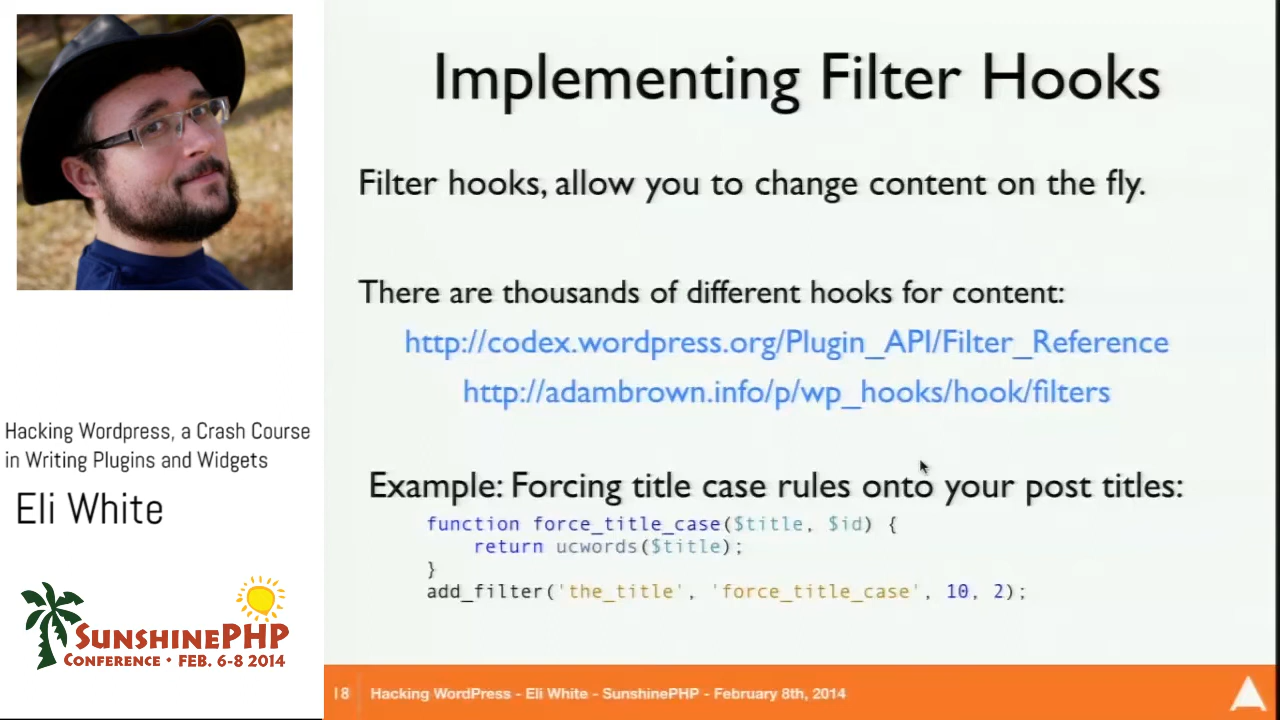 Implementing Filter Hooks
Filter hooks, allow you to change content on the fly.
There are thousands of different hooks for content:
http://codex.wordpress.org/Plugin_API/Filter_Reference
http://adambrown.info/p/wp_hooks/hook/filters
Example: Forcing title case rules onto your post titles:
function force_title_case($title, $id) {
    return ucwords($title);
}
add_filter('the_title', 'force_title_case', 10, 2);
18 Hacking WordPress - Eli White - SunshinePHP - February 8th, 2014
Hacking Wordpress, a Crash Course
in Writing Plugins and Widgets
Eli White
SUNSHINEPHP
CONFERENCE • FEB. 6-8 2014